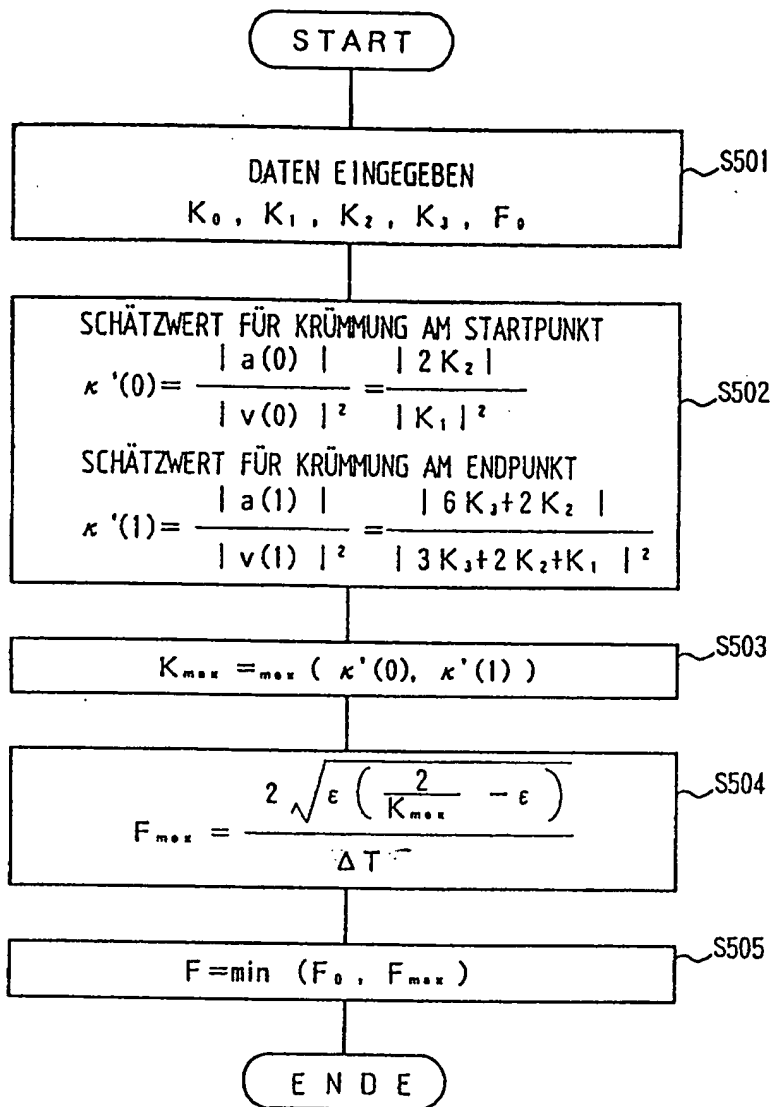 START
DATEN EINGEGEBEN
K₀ , K₁ , K₂ , K₃ , F₀
S501
SCHÄTZWERT FÜR KRÜMMUNG AM STARTPUNKT
κ'(0)= | a(0) | / | v(0) |² = | 2K₂ | / | K₁ |²
SCHÄTZWERT FÜR KRÜMMUNG AM ENDPUNKT
κ'(1)= | a(1) | / | v(1) |² = | 6K₃+2K₂ | / | 3K₃+2K₂+K₁ |²
S502
Kmax =max ( κ'(0), κ'(1) )
S503
Fmax = 2 √ ε ( 2 / Kmax - ε ) / ΔT
S504
F=min (F₀ , Fmax )
S505
ENDE